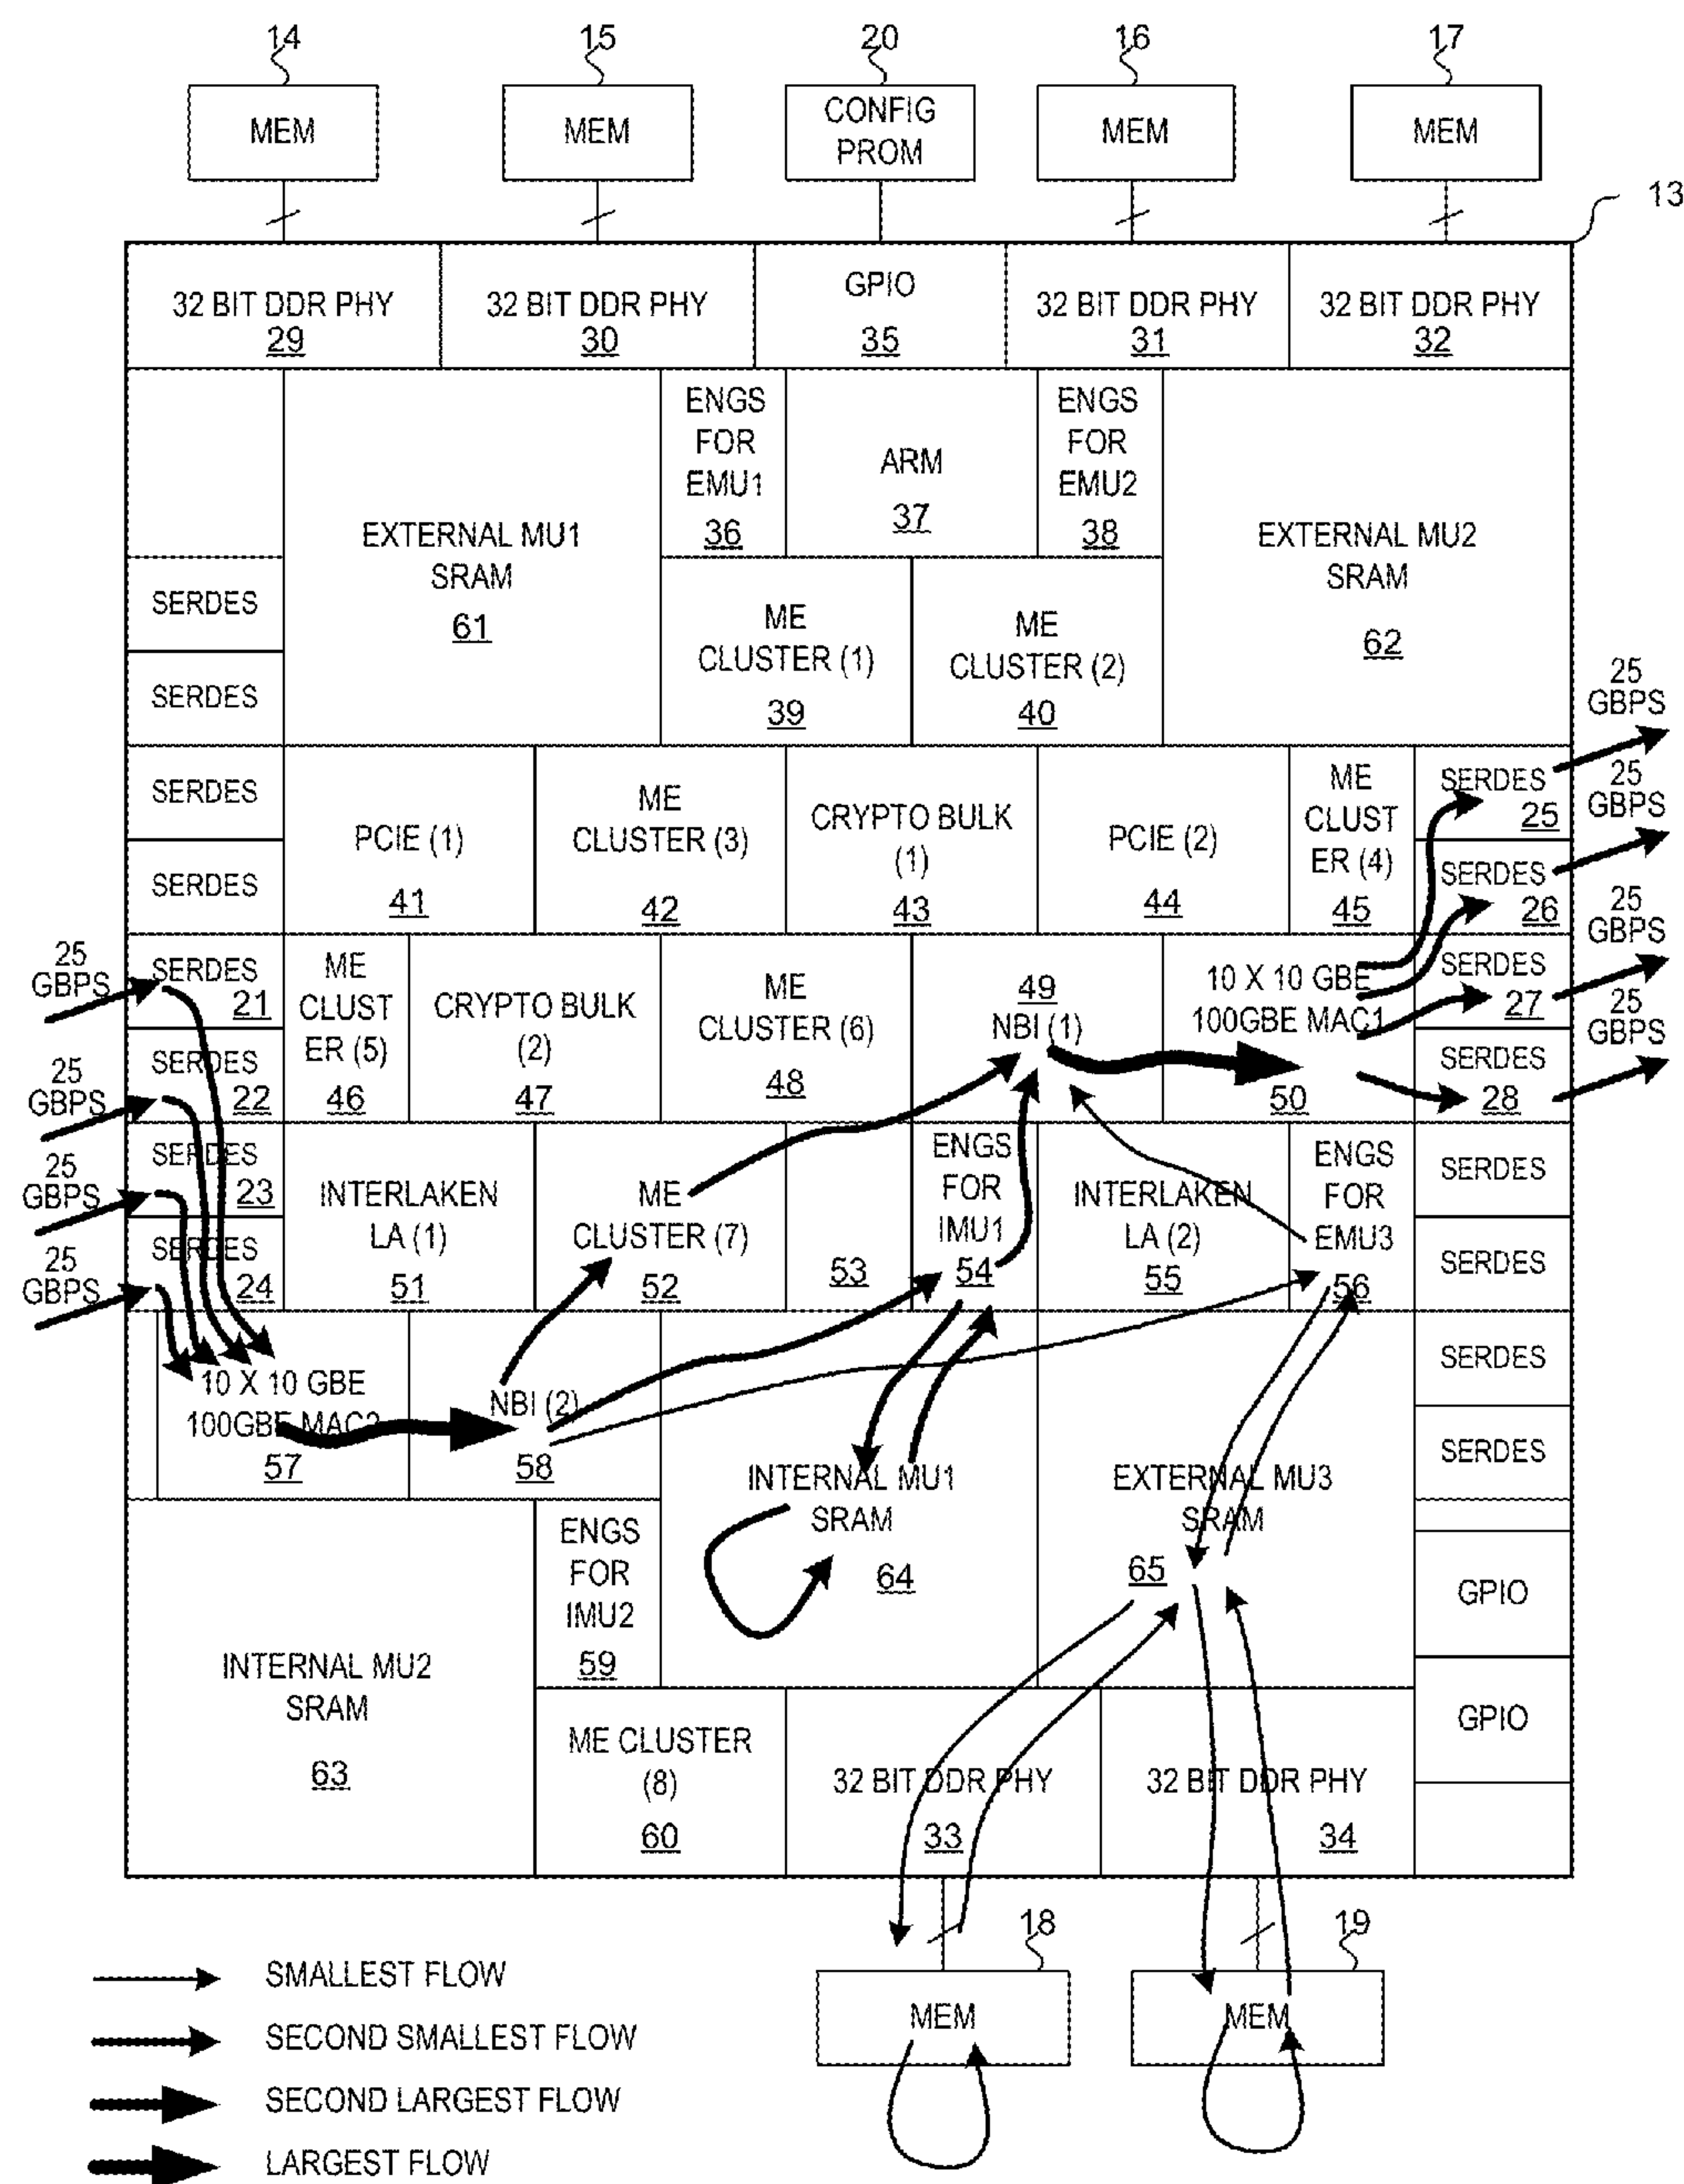 14
15
20
16
17
MEM
MEM
CONFIG
PROM
MEM
MEM
13
32 BIT DDR PHY
29
32 BIT DDR PHY
30
GPIO
35
32 BIT DDR PHY
31
32 BIT DDR PHY
32
EXTERNAL MU1
SRAM
61
ENGS
FOR
EMU1
36
ARM
37
ENGS
FOR
EMU2
38
EXTERNAL MU2
SRAM
62
SERDES
SERDES
ME
CLUSTER (1)
39
ME
CLUSTER (2)
40
SERDES
SERDES
PCIE (1)
41
ME
CLUSTER (3)
42
CRYPTO BULK
(1)
43
PCIE (2)
44
ME
CLUST
ER (4)
45
SERDES
25
SERDES
26
25
GBPS
25
GBPS
25
GBPS
25
GBPS
25
GBPS
25
GBPS
25
GBPS
25
GBPS
SERDES
21
SERDES
22
ME
CLUST
ER (5)
46
CRYPTO BULK
(2)
47
ME
CLUSTER (6)
48
49
NBI (1)
10 X 10 GBE
100GBE MAC1
50
SERDES
27
SERDES
28
SERDES
23
SERDES
24
INTERLAKEN
LA (1)
51
ME
CLUSTER (7)
52
53
ENGS
FOR
IMU1
54
INTERLAKEN
LA (2)
55
ENGS
FOR
EMU3
56
SERDES
SERDES
10 X 10 GBE
100GBE MAC2
57
NBI (2)
58
INTERNAL MU1
SRAM
64
EXTERNAL MU3
SRAM
65
SERDES
SERDES
ENGS
FOR
IMU2
59
GPIO
GPIO
INTERNAL MU2
SRAM
63
ME CLUSTER
(8)
60
32 BIT DDR PHY
33
32 BIT DDR PHY
34
18
19
MEM
MEM
SMALLEST FLOW
SECOND SMALLEST FLOW
SECOND LARGEST FLOW
LARGEST FLOW